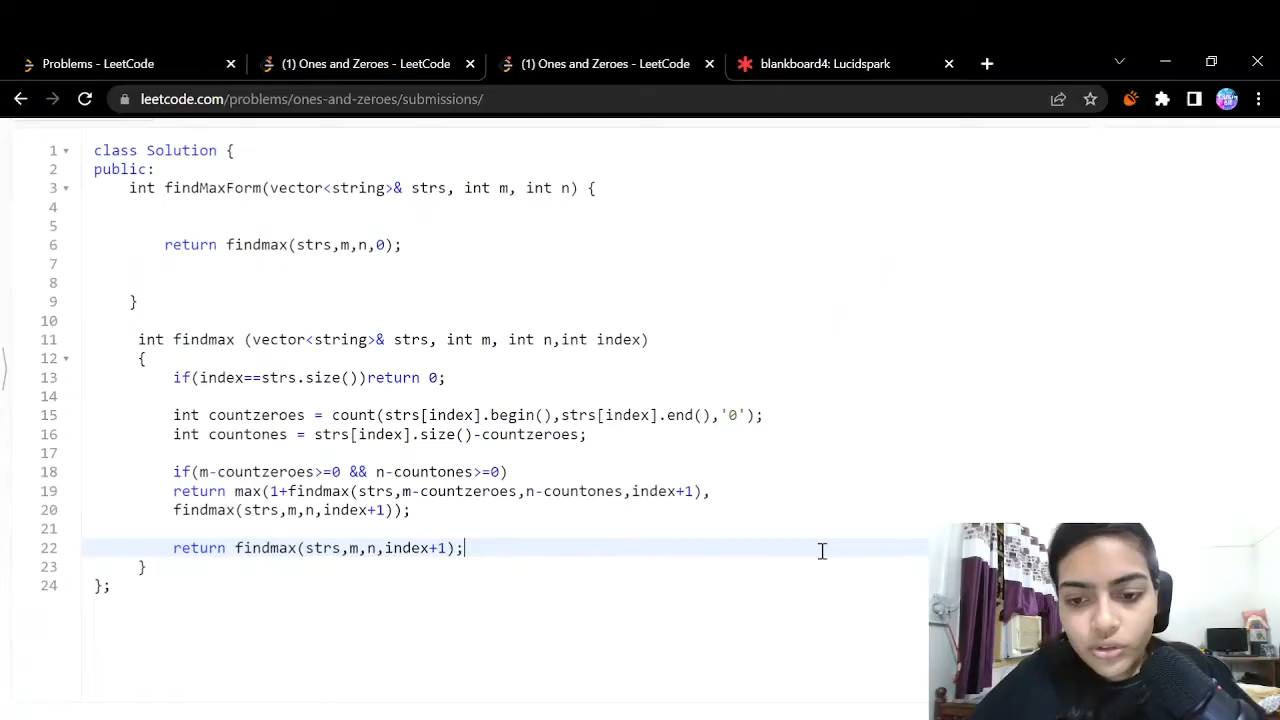 Problems - LeetCode
(1) Ones and Zeroes - LeetCode
(1) Ones and Zeroes - LeetCode
blankboard4: Lucidspark
leetcode.com/problems/ones-and-zeroes/submissions/
1 class Solution {
2 public:
3 int findMaxForm(vector<string>& strs, int m, int n) {
4
5
6 return findmax(strs,m,n,0);
7
8
9 }
10
11 int findmax (vector<string>& strs, int m, int n,int index)
12 {
13 if(index==strs.size())return 0;
14
15 int countzeroes = count(strs[index].begin(),strs[index].end(),'0');
16 int countones = strs[index].size()-countzeroes;
17
18 if(m-countzeroes>=0 && n-countones>=0)
19 return max(1+findmax(strs,m-countzeroes,n-countones,index+1),
20 findmax(strs,m,n,index+1));
21
22 return findmax(strs,m,n,index+1);
23 }
24 };